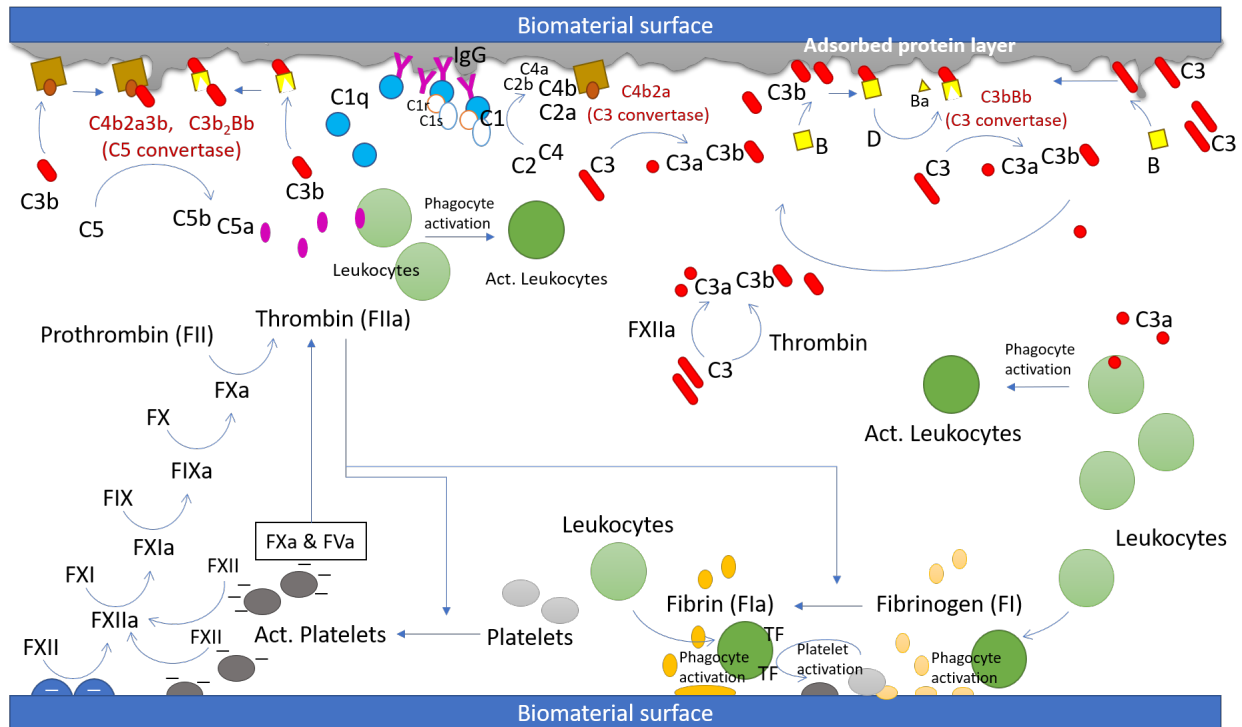 Biomaterial surface
Adsorbed protein layer
IgG
C4a
C2b
C4b
C2a
C4b2a
(C3 convertase)
C3b
Ba
C3bBb
(C3 convertase)
C3
C3
C1q
C1r
C1s
C1
C4b2a3b, C3b₂Bb
(C5 convertase)
C2
C4
C3
C3a
C3b
B
D
C3
C3a
C3b
B
C3b
C3b
C5
C5b
C5a
Phagocyte
activation
Leukocytes
Act. Leukocytes
C3a
C3b
FXIIa
Thrombin
C3
C3a
Phagocyte
activation
Act. Leukocytes
Leukocytes
Prothrombin (FII)
Thrombin (FIIa)
FXa
FX
FIXa
FIX
FXIa
FXI
FXIIa
FXII
FXII
FXII
FXa & FVa
Act. Platelets
Platelets
Leukocytes
Fibrin (FIa)
Fibrinogen (FI)
TF
TF
Phagocyte
activation
Platelet
activation
Phagocyte
activation
Biomaterial surface